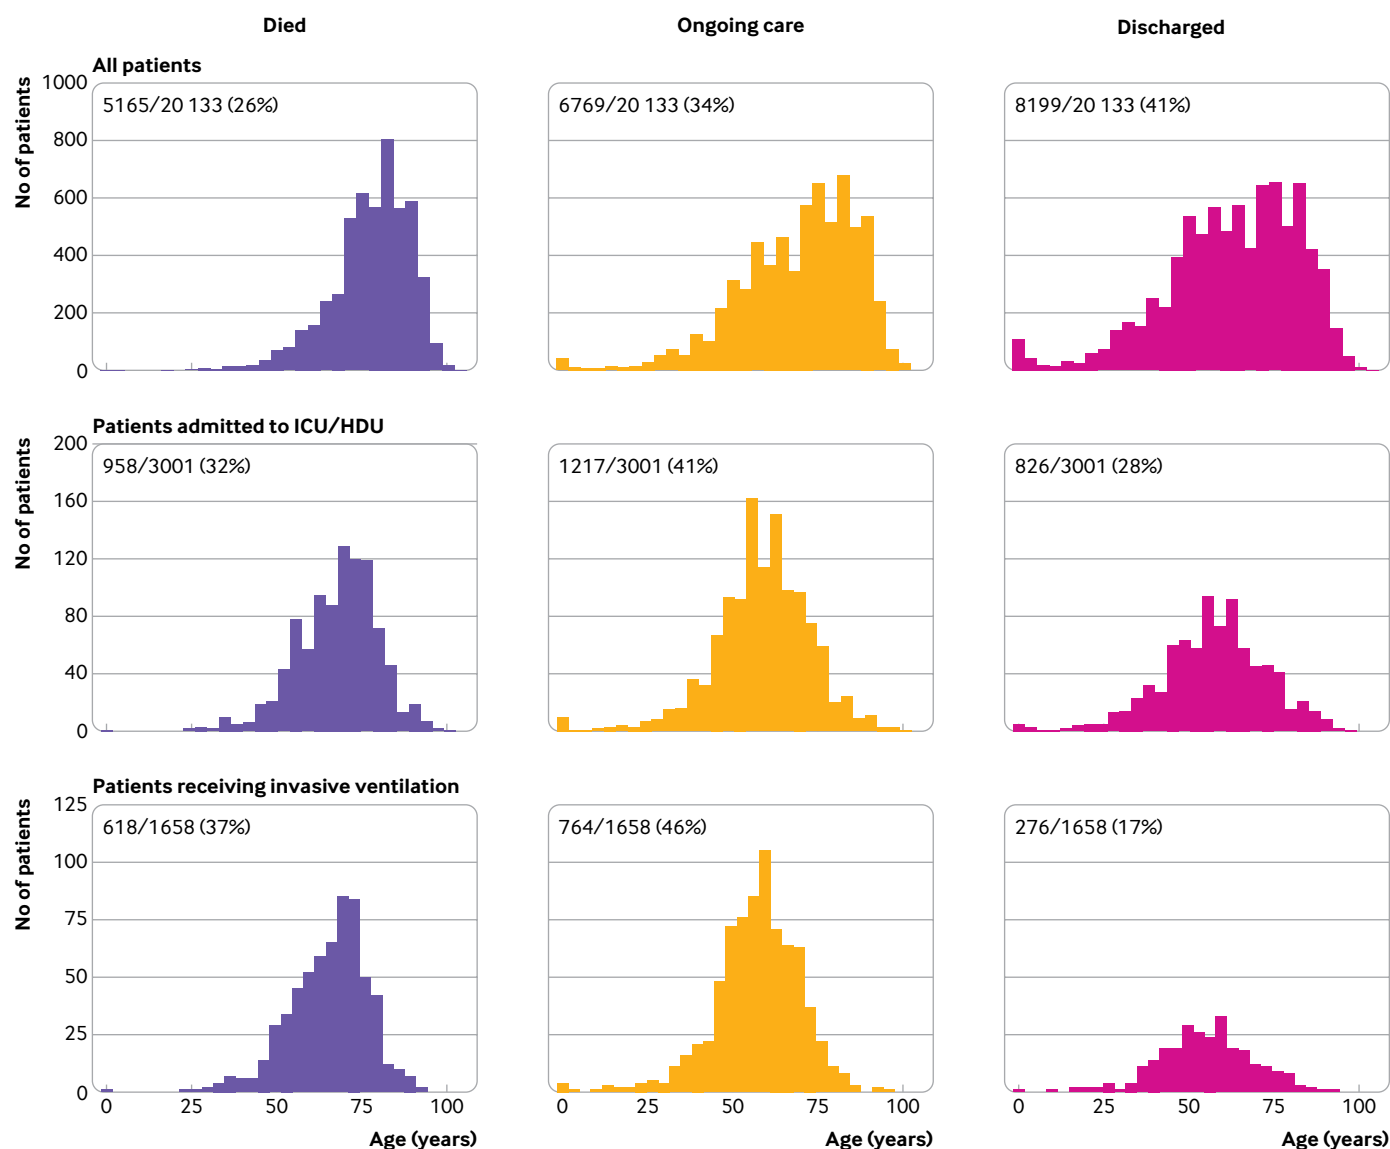 Died Ongoing care Discharged
All patients
No of patients
1000
800
600
400
200
0
5165/20 133 (26%) 6769/20 133 (34%) 8199/20 133 (41%)
Patients admitted to ICU/HDU
No of patients
200
160
120
80
40
0
958/3001 (32%) 1217/3001 (41%) 826/3001 (28%)
Patients receiving invasive ventilation
No of patients
125
100
75
50
25
0
618/1658 (37%) 764/1658 (46%) 276/1658 (17%)
0 25 50 75 100 0 25 50 75 100 0 25 50 75 100
Age (years) Age (years) Age (years)